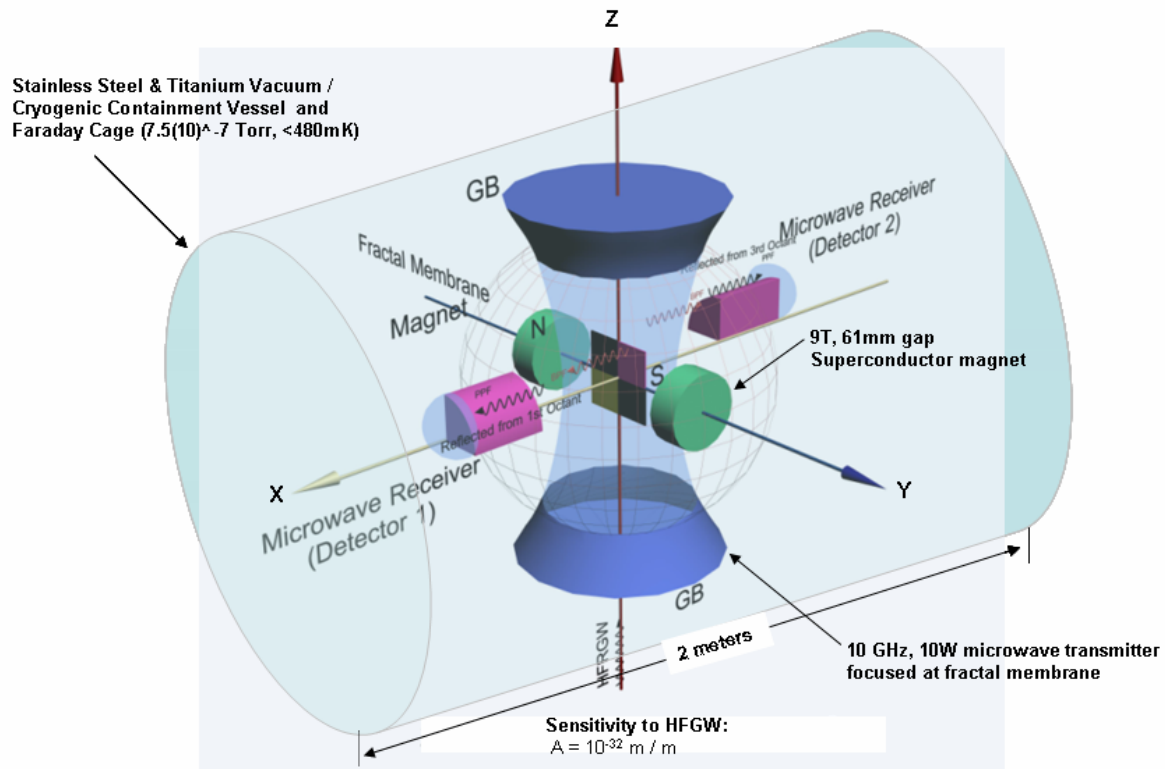 Z
Stainless Steel & Titanium Vacuum /
Cryogenic Containment Vessel and
Faraday Cage (7.5(10)^-7 Torr, <480mK)
GB
Microwave Receiver
(Detector 2)
Fractal Membrane
Magnet
Reflected from 3rd Octant
PPF
BPF
N
S
9T, 61mm gap
Superconductor magnet
BPF
PPF
Reflected from 1st Octant
X
Y
Microwave Receiver
(Detector 1)
GB
HFRGW
2 meters
10 GHz, 10W microwave transmitter
focused at fractal membrane
Sensitivity to HFGW:
A = 10⁻³² m / m